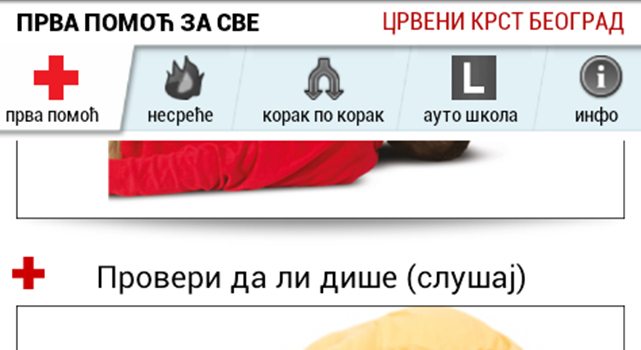 ПРВА ПОМОЋ ЗА СВЕ ЦРВЕНИ КРСТ БЕОГРАД
прва помоћ несреће корак по корак L ауто школа инфо
Провери да ли дише (слушај)